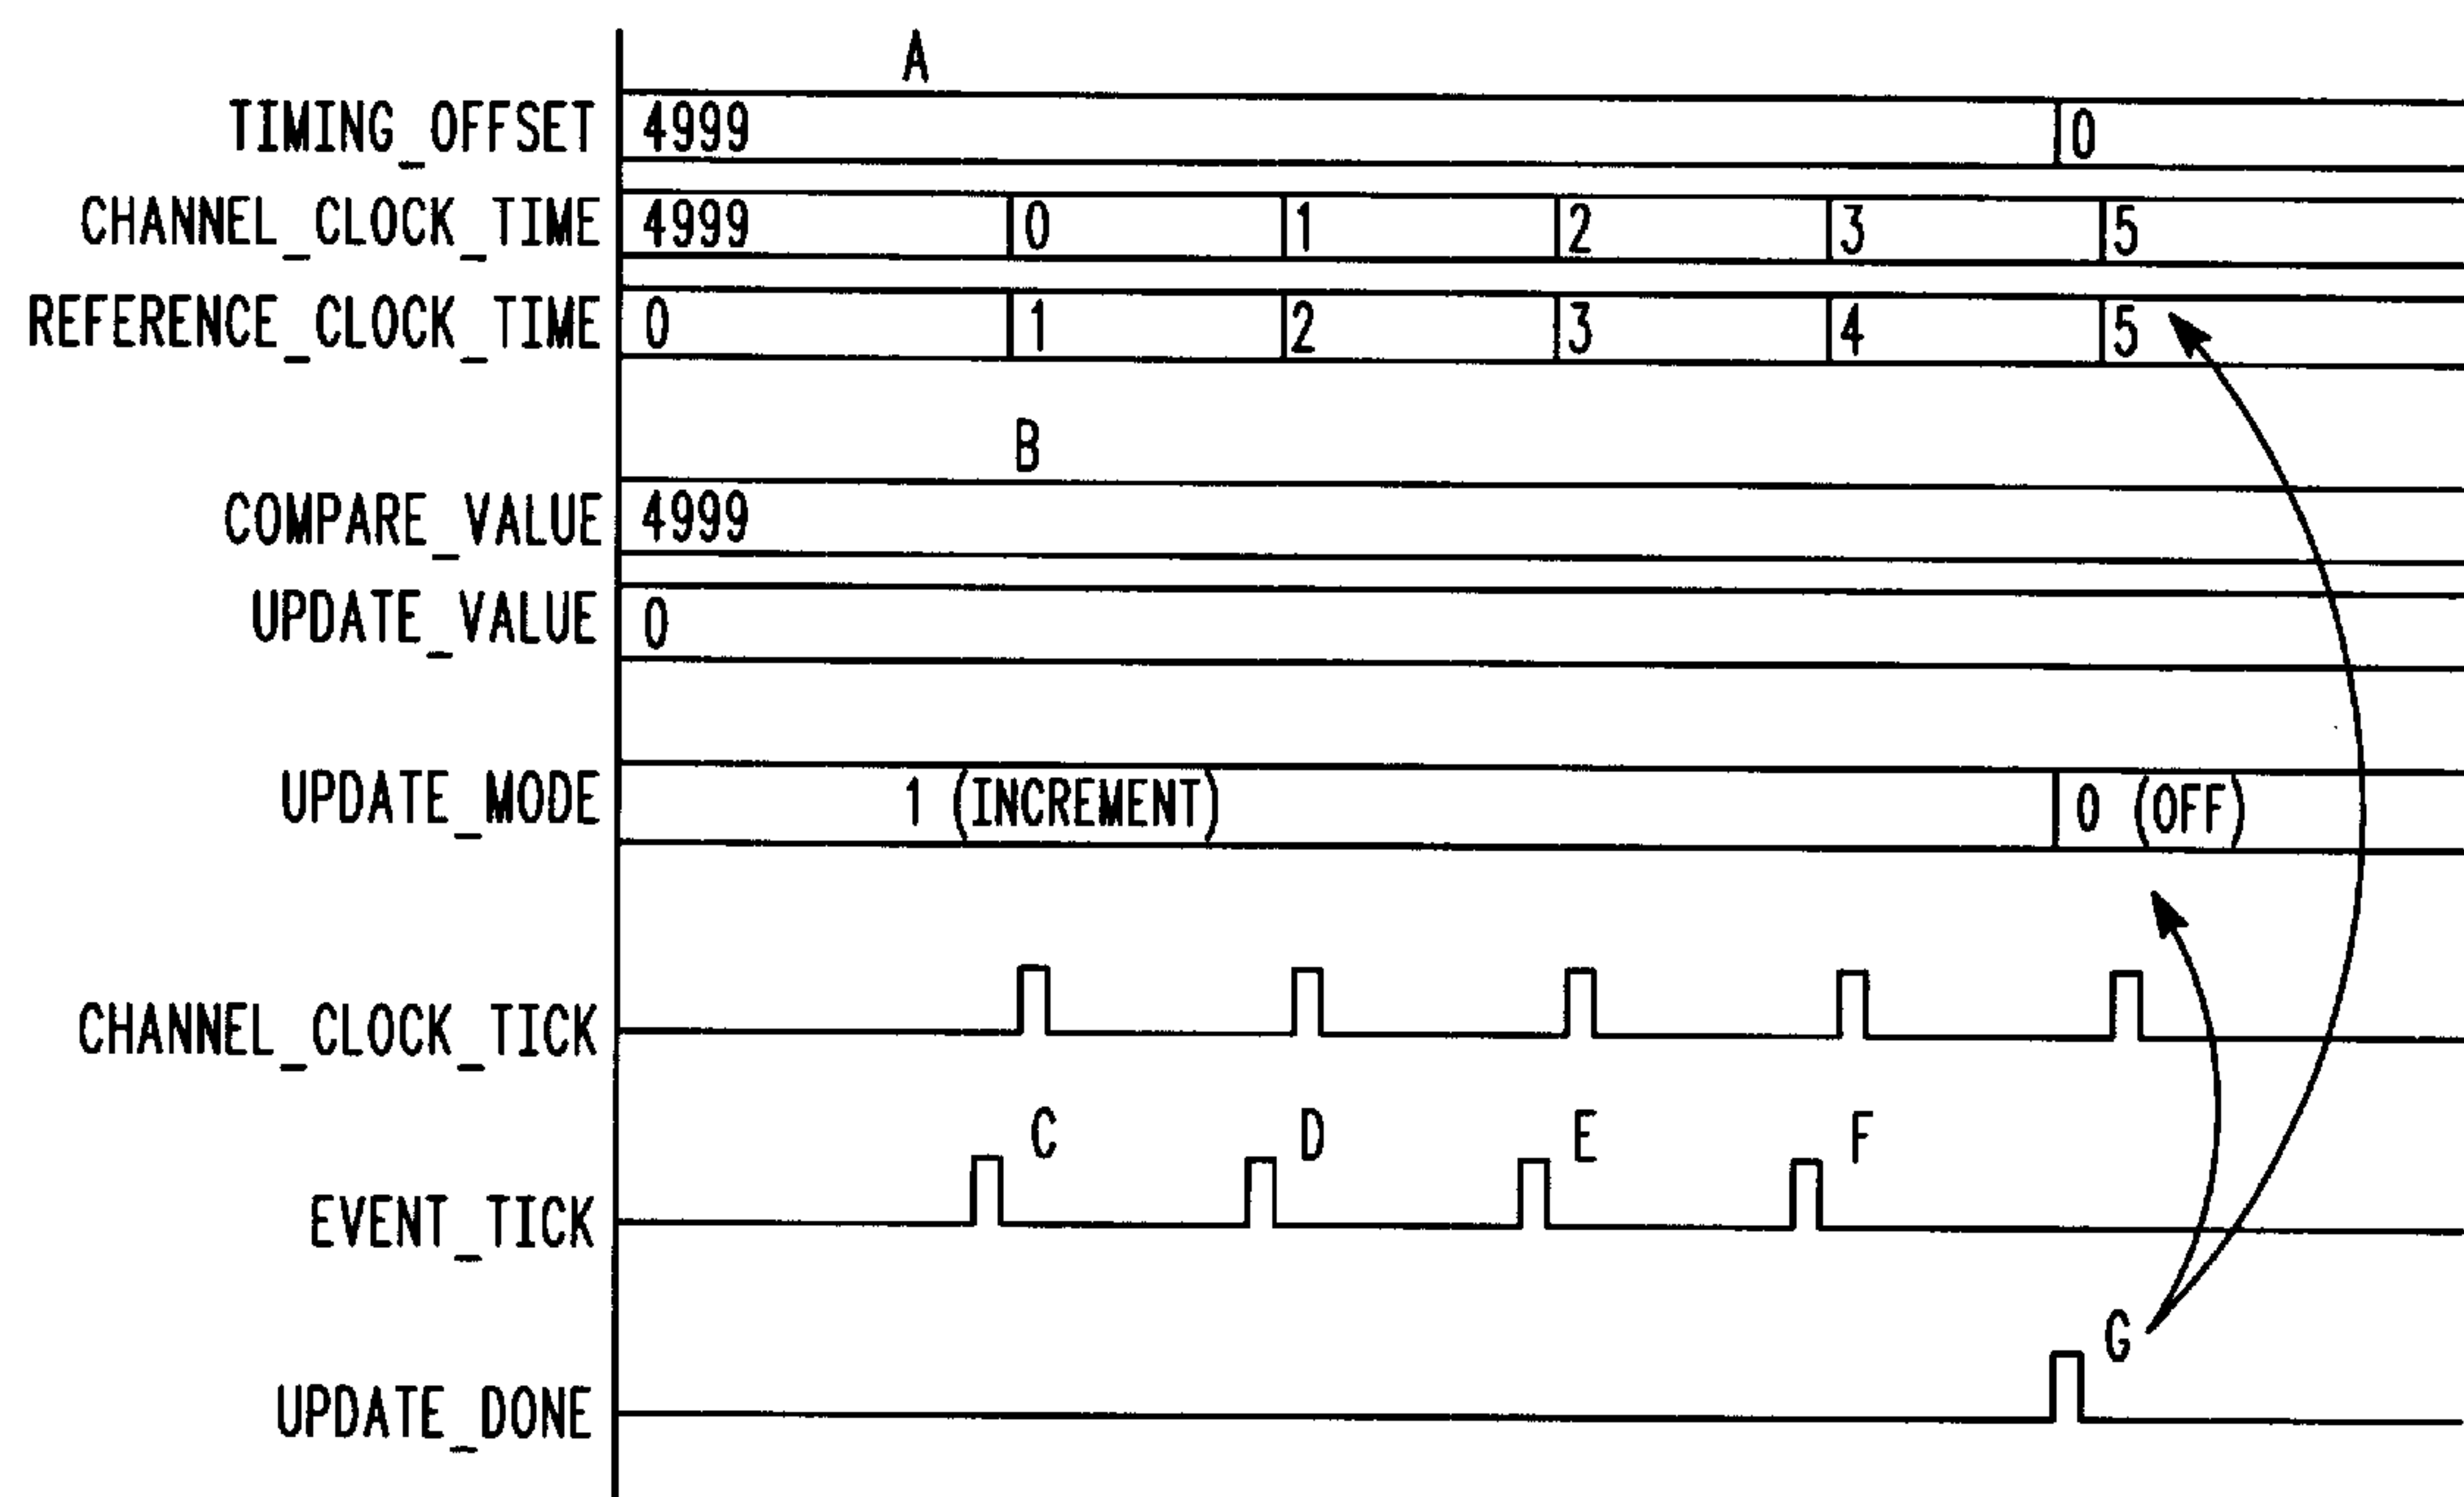 A
TIMING_OFFSET 4999 0
CHANNEL_CLOCK_TIME 4999 0 1 2 3 5
REFERENCE_CLOCK_TIME 0 1 2 3 4 5
B
COMPARE_VALUE 4999
UPDATE_VALUE 0
UPDATE_MODE 1 (INCREMENT) 0 (OFF)
CHANNEL_CLOCK_TICK
C D E F
EVENT_TICK
G
UPDATE_DONE